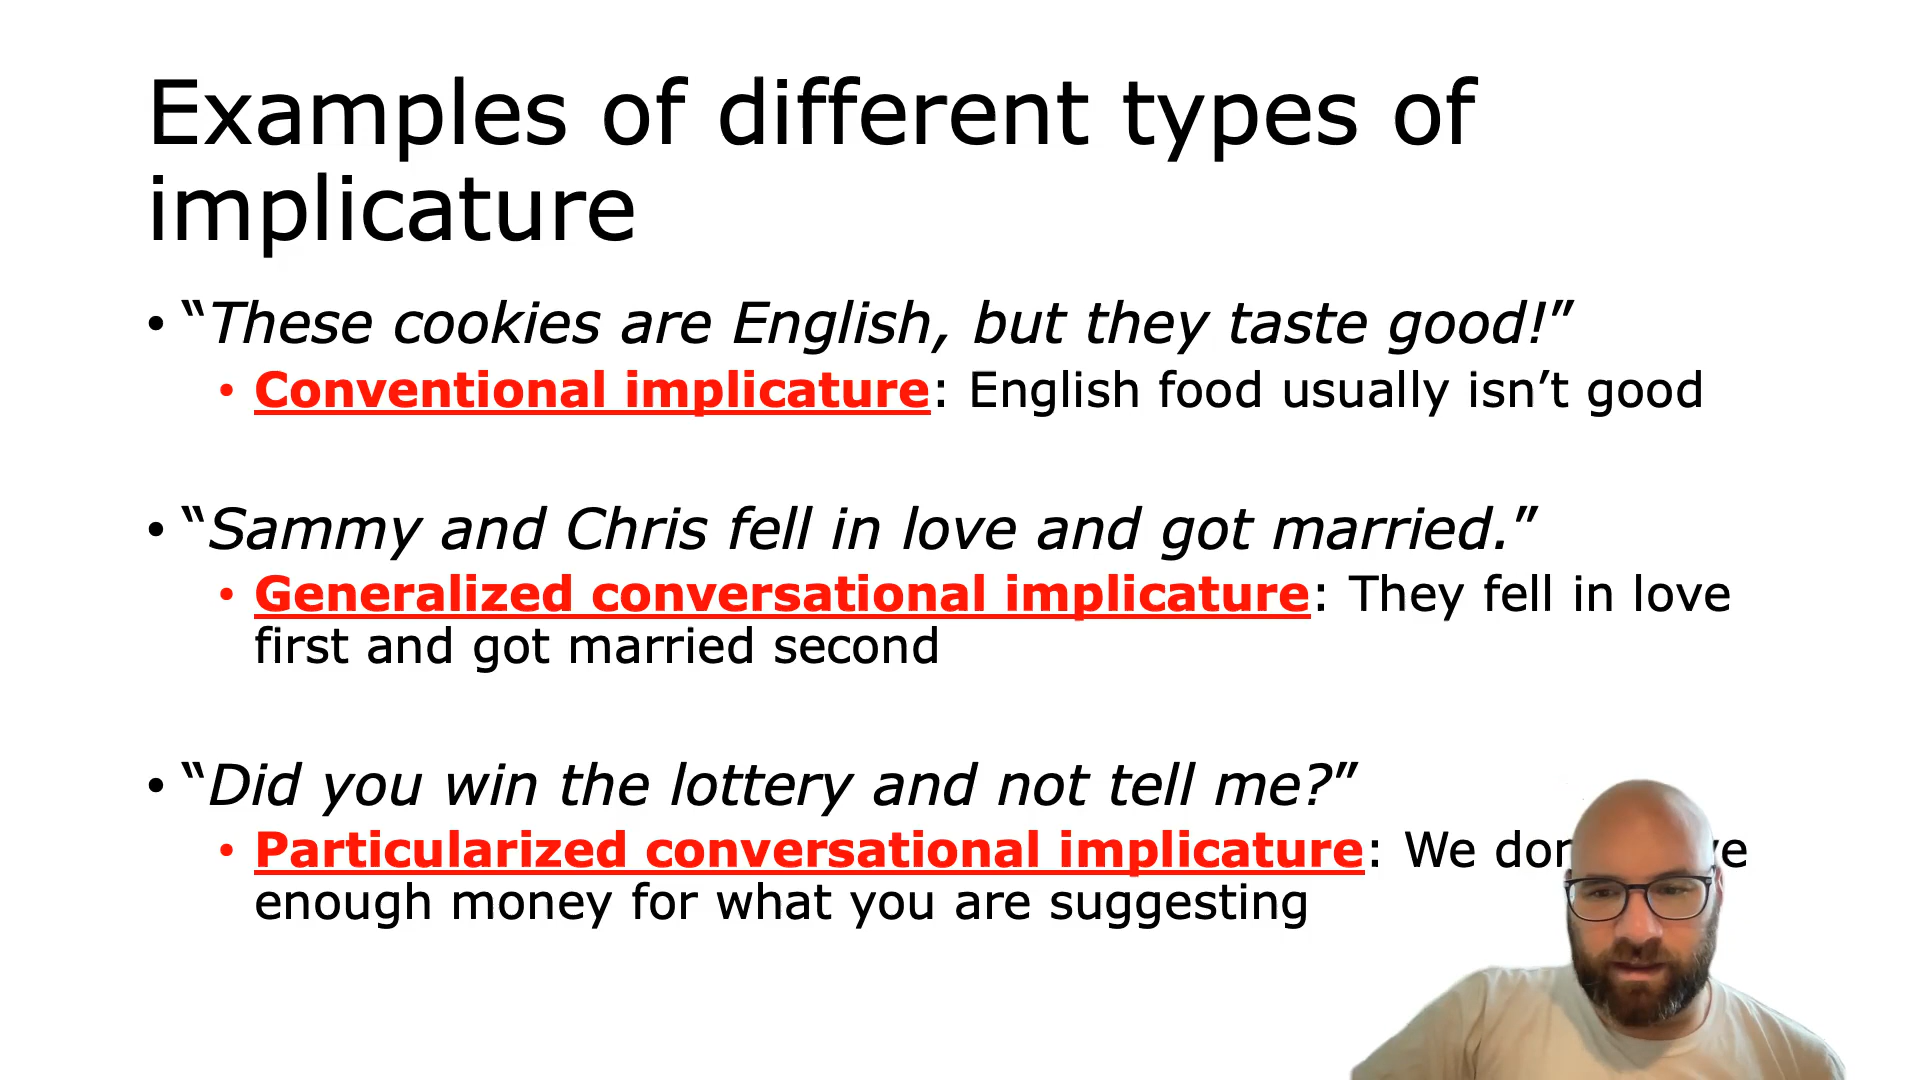 Examples of different types of
implicature
• “These cookies are English, but they taste good!”
• Conventional implicature: English food usually isn’t good
• “Sammy and Chris fell in love and got married.”
• Generalized conversational implicature: They fell in love
first and got married second
• “Did you win the lottery and not tell me?”
• Particularized conversational implicature: We
enough money for what you are suggesting